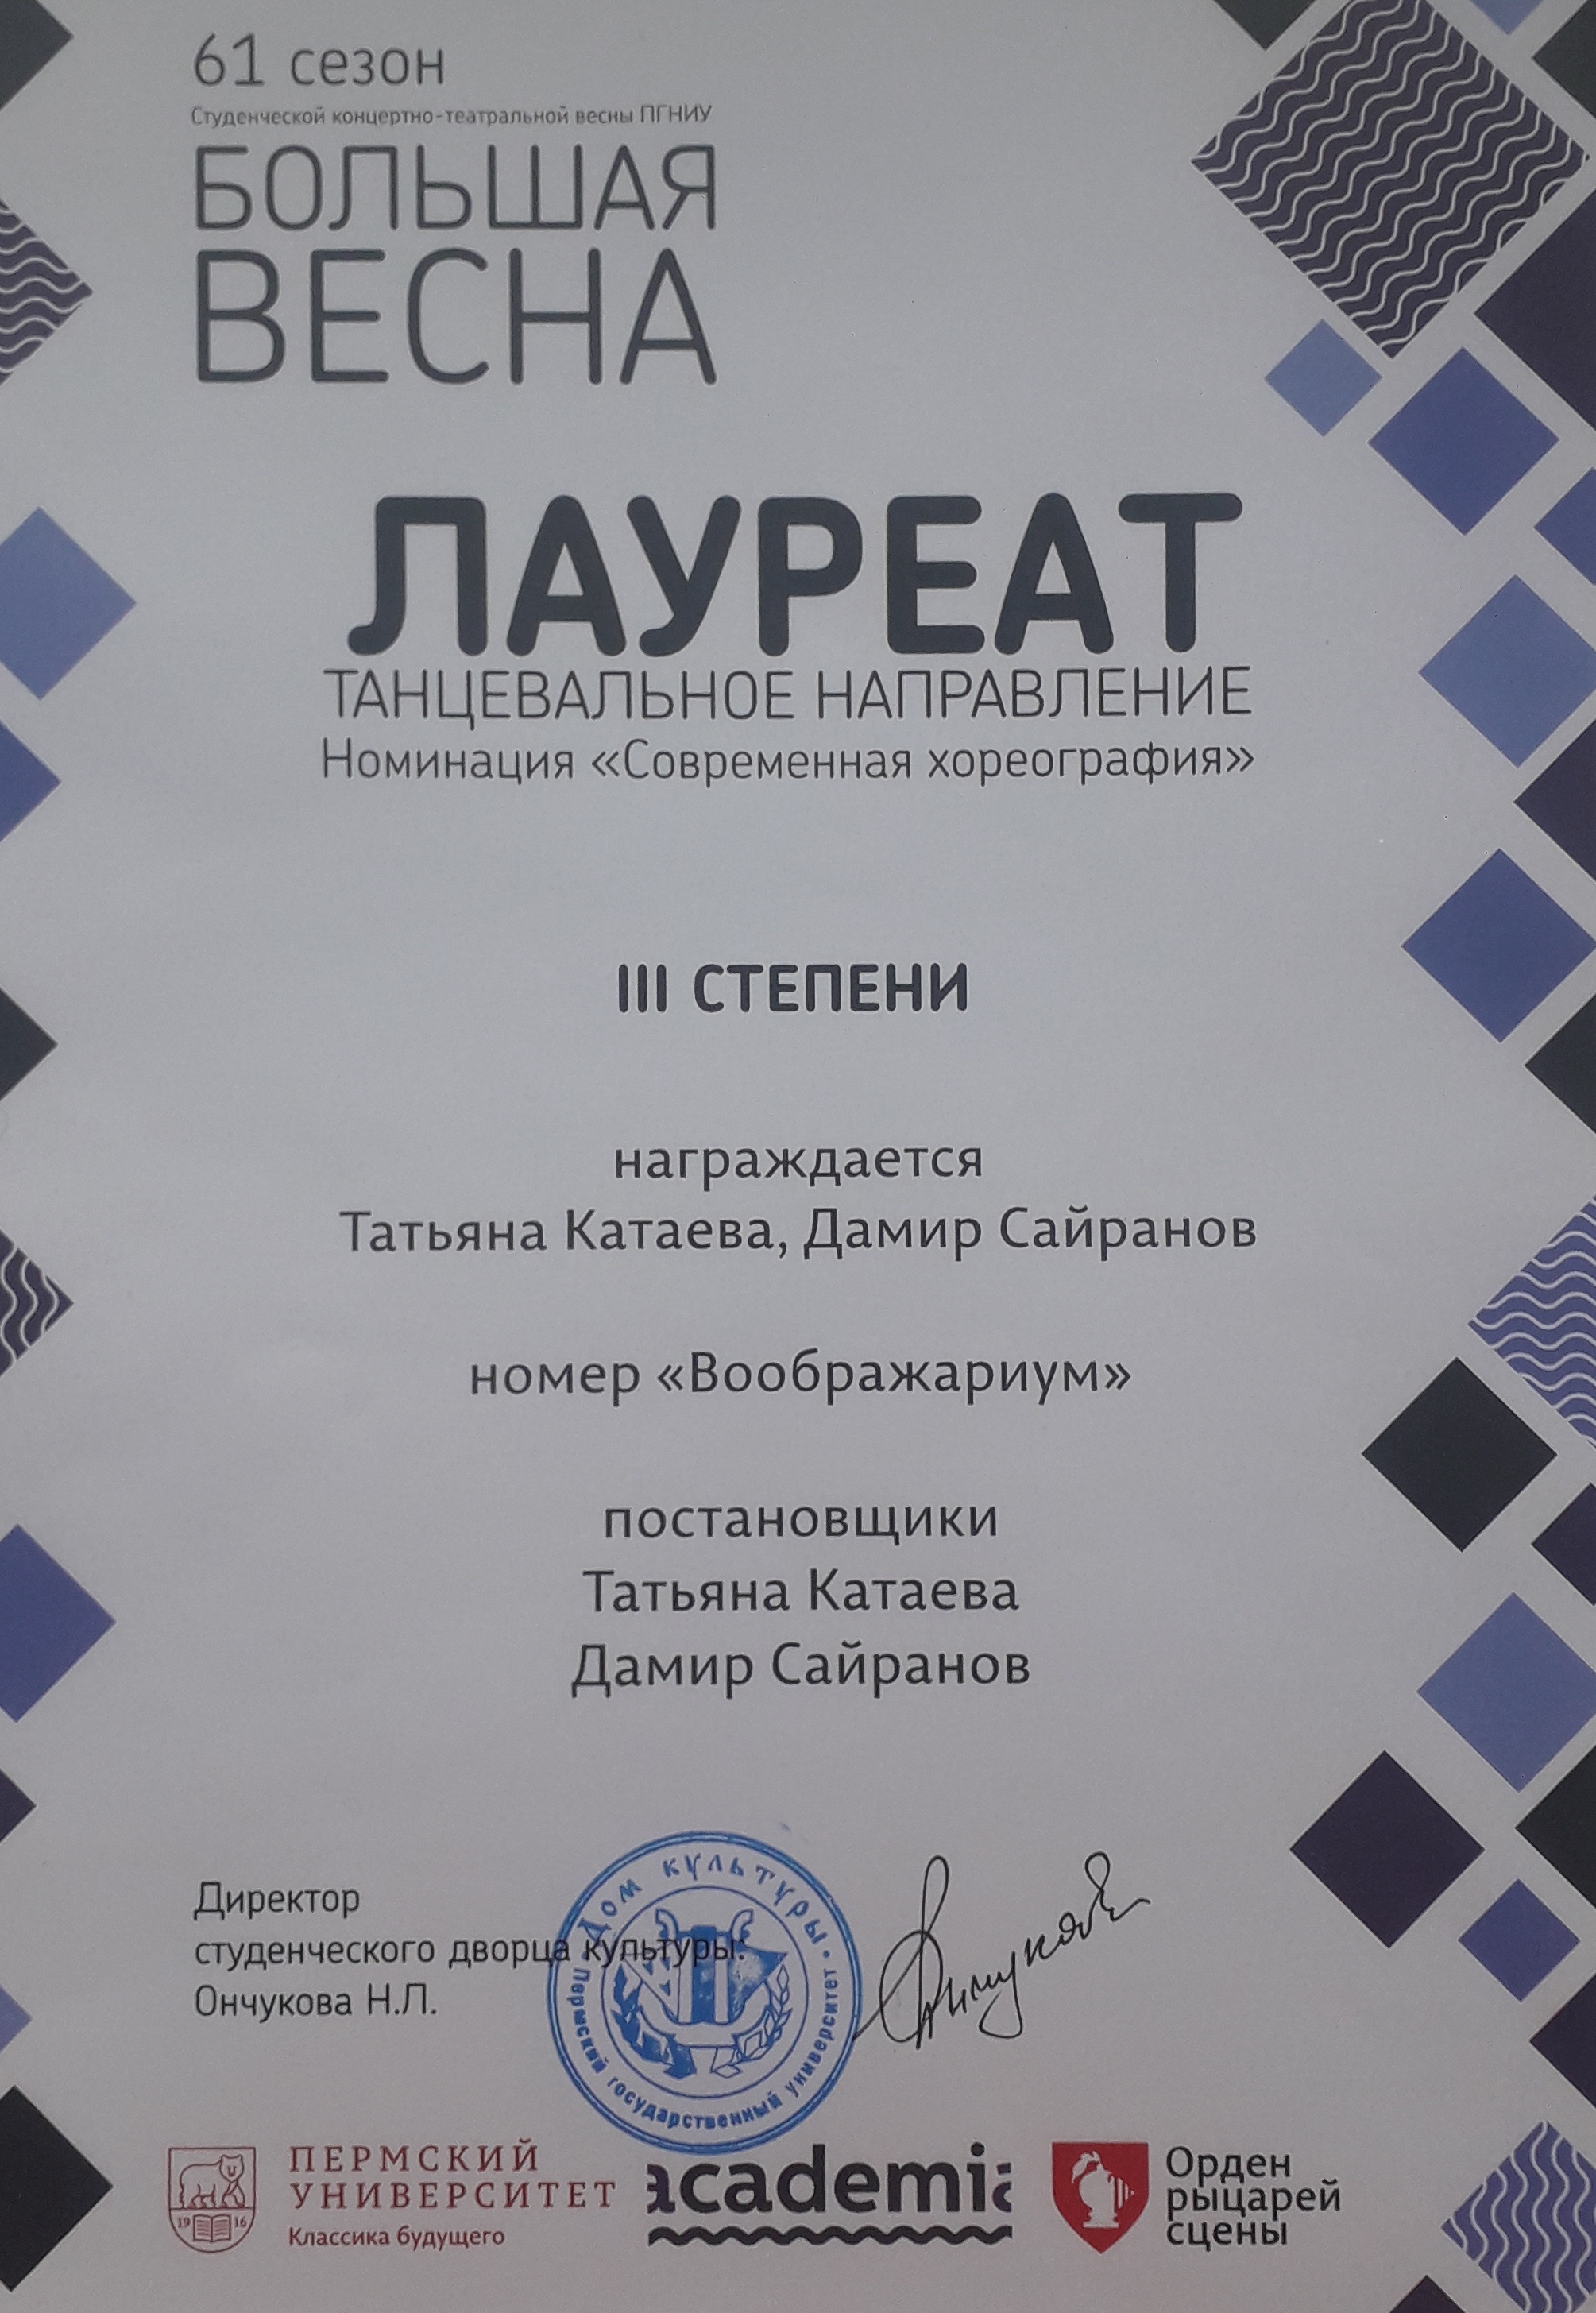 61 сезон
Студенческой концертно-театральной весны ПГНИУ
БОЛЬШАЯ
ВЕСНА
ЛАУРЕАТ
ТАНЦЕВАЛЬНОЕ НАПРАВЛЕНИЕ
Номинация «Современная хореография»
III СТЕПЕНИ
награждается
Татьяна Катаева, Дамир Сайранов
номер «Воображариум»
постановщики
Татьяна Катаева
Дамир Сайранов
Директор
студенческого дворца культуры:
Ончукова Н.Л.
Дом культуры
Пермский государственный университет
19 16
ПЕРМСКИЙ
УНИВЕРСИТЕТ
Классика будущего
academia
Орден
рыцарей
сцены